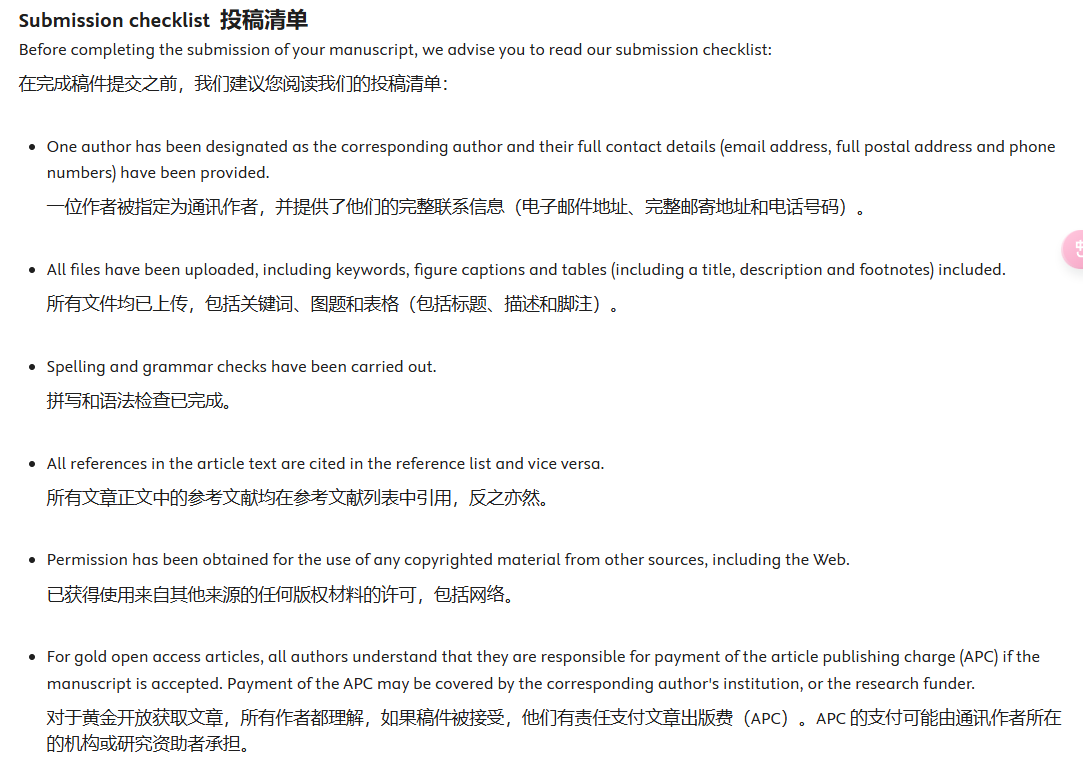 Submission checklist 投稿清单
Before completing the submission of your manuscript, we advise you to read our submission checklist:
在完成稿件提交之前，我们建议您阅读我们的投稿清单：
One author has been designated as the corresponding author and their full contact details (email address, full postal address and phone
numbers) have been provided.
一位作者被指定为通讯作者，并提供了他们的完整联系信息（电子邮件地址、完整邮寄地址和电话号码）。
All files have been uploaded, including keywords, figure captions and tables (including a title, description and footnotes) included.
所有文件均已上传，包括关键词、图题和表格（包括标题、描述和脚注）。
Spelling and grammar checks have been carried out.
拼写和语法检查已完成。
All references in the article text are cited in the reference list and vice versa.
所有文章正文中的参考文献均在参考文献列表中引用，反之亦然。
Permission has been obtained for the use of any copyrighted material from other sources, including the Web.
已获得使用来自其他来源的任何版权材料的许可，包括网络。
For gold open access articles, all authors understand that they are responsible for payment of the article publishing charge (APC) if the
manuscript is accepted. Payment of the APC may be covered by the corresponding author's institution, or the research funder.
对于黄金开放获取文章，所有作者都理解，如果稿件被接受，他们有责任支付文章出版费（APC）。APC 的支付可能由通讯作者所在
的机构或研究资助者承担。